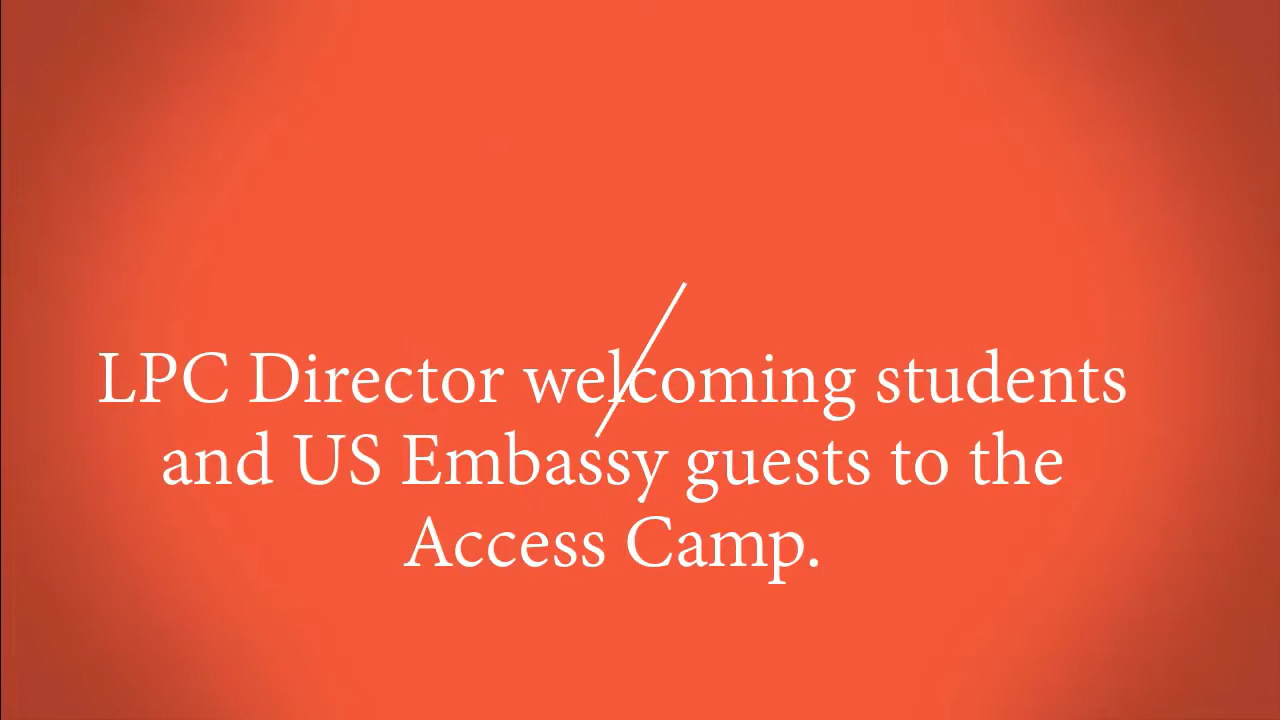 LPC Director welcoming students
and US Embassy guests to the
Access Camp.